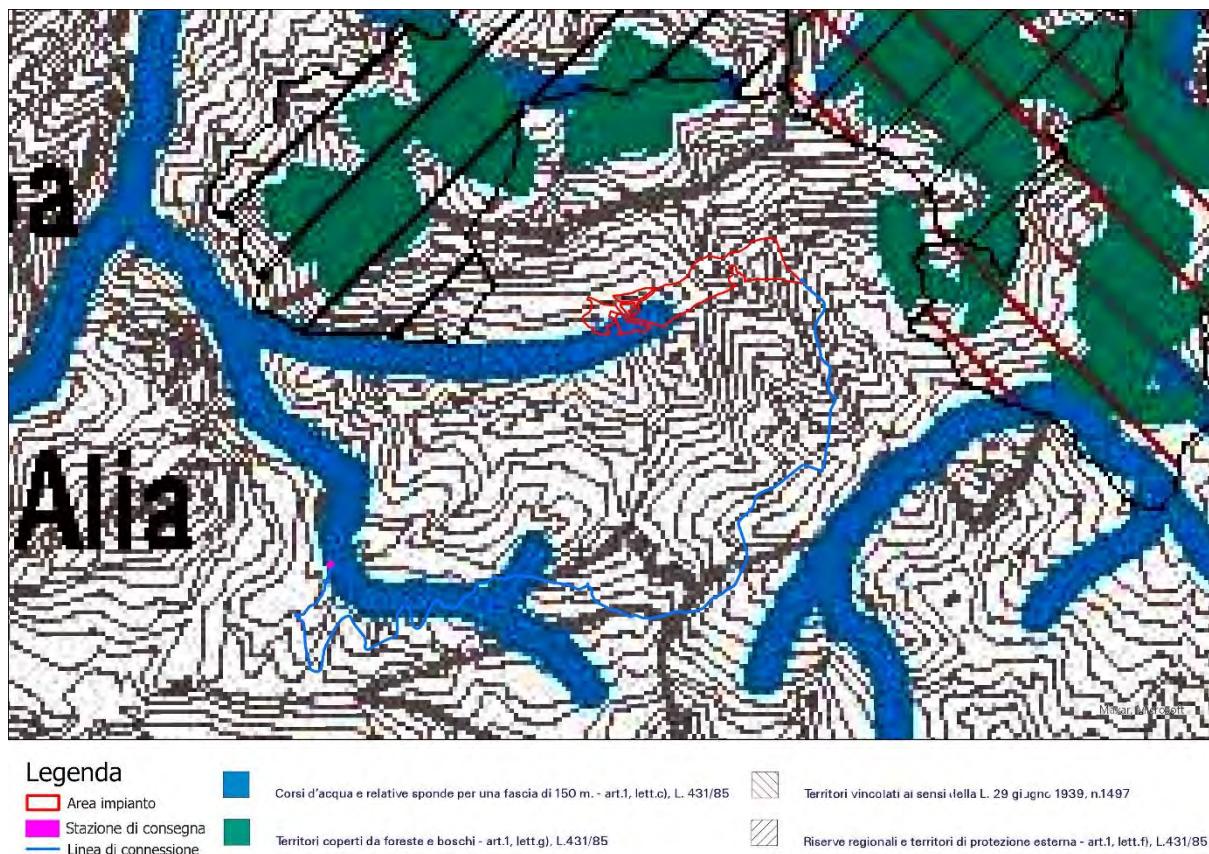 a
Alia
Maxar, Microsoft
Legenda
Area impianto
Stazione di consegna
Linea di connessione
Corsi d'acqua e relative sponde per una fascia di 150 m. - art.1, lett.c), L. 431/85
Territori coperti da foreste e boschi - art.1, lett.g), L.431/85
Territori vincolati ai sensi della L. 29 giugno 1939, n.1497
Riserve regionali e territori di protezione esterna - art.1, lett.f), L.431/85